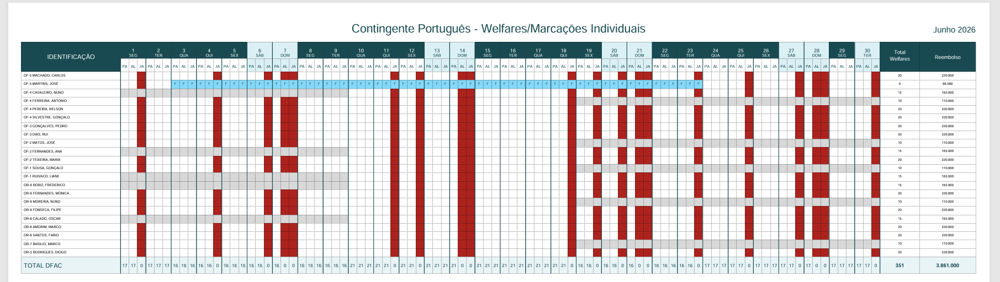 Contingente Português - Welfares/Marcações Individuais
Junho 2026
IDENTIFICAÇÃO
1 2 3 4 5 6 7 8 9 10 11 12 13 14 15 16 17 18 19 20 21 22 23 24 25 26 27 28 29 30
SEG TER QUA QUI SEX SÁB DOM SEG TER QUA QUI SEX SÁB DOM SEG TER QUA QUI SEX SÁB DOM SEG TER QUA QUI SEX SÁB DOM SEG TER
Total
Welfares
Reembolso
PA AL JA PA AL JA PA AL JA PA AL JA PA AL JA PA AL JA PA AL JA PA AL JA PA AL JA PA AL JA PA AL JA PA AL JA PA AL JA PA AL JA PA AL JA PA AL JA PA AL JA PA AL JA PA AL JA PA AL JA PA AL JA PA AL JA PA AL JA PA AL JA PA AL JA PA AL JA PA AL JA PA AL JA PA AL JA PA AL JA
OF-5 MACHADO, CARLOS 20 220.000
OF-5 MARTINS, JOSÉ F F F F F F F F F F F F F F F F F F F F F F F F F F F F F F F F F F F F F F F F F F F F F F F F F F F F F F F F F F F F F F F 6 66.000
OF-4 CAVALEIRO, NUNO 15 165.000
OF-4 FERREIRA, ANTÓNIO 10 110.000
OF-4 PEREIRA, NELSON 20 220.000
OF-4 SILVESTRE, GONÇALO 20 220.000
OF-3 GONÇALVES, PEDRO 20 220.000
OF-3 DIAS, RUI 20 220.000
OF-2 MATOS, JOSÉ 10 110.000
OF-2 FERNANDES, ANA 15 165.000
OF-2 TEIXEIRA, MARIA 20 220.000
OF-1 SOUSA, GONÇALO 10 110.000
OF-1 RUIVACO, LIANE 15 165.000
OR-9 RORIZ, FREDERICO 15 165.000
OR-9 FERNANDES, MÓNICA 20 220.000
OR-9 MOREIRA, NUNO 10 110.000
OR-9 FONSECA, FILIPE 20 220.000
OR-8 CALADO, OSCAR 15 165.000
OR-8 AMORIM, MARCO 20 220.000
OR-8 SANTOS, FABIO 20 220.000
OR-7 BASILIO, MARCO 10 110.000
OR-3 RODRIGUES, DIOGO 20 220.000
TOTAL DFAC 17 17 0 17 17 17 16 16 16 16 16 0 16 16 16 16 16 0 16 0 0 16 16 16 16 16 16 21 21 21 21 21 0 21 21 0 21 21 21 21 0 0 21 21 21 21 21 21 21 21 21 21 21 0 16 16 0 16 16 0 16 0 0 16 16 16 16 16 0 17 17 17 17 17 0 17 17 17 17 17 0 17 0 0 17 17 17 17 17 0 351 3.861.000